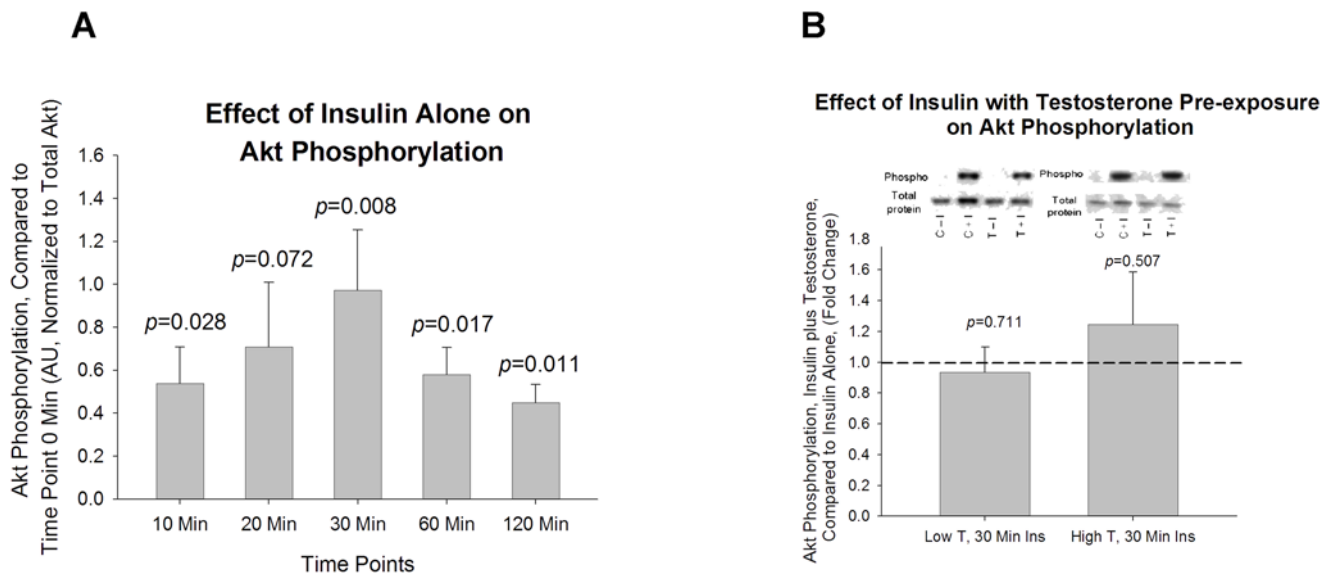 A
Effect of Insulin Alone on
Akt Phosphorylation
Akt Phosphorylation, Compared to
Time Point 0 Min (AU, Normalized to Total Akt)
1.6
1.4
1.2
1.0
0.8
0.6
0.4
0.2
0.0
p=0.028
p=0.072
p=0.008
p=0.017
p=0.011
10 Min
20 Min
30 Min
60 Min
120 Min
Time Points
B
Effect of Insulin with Testosterone Pre-exposure
on Akt Phosphorylation
Phospho
Total
protein
C - I
C + I
T - I
T + I
Phospho
Total
protein
C - I
C + I
T - I
T + I
Akt Phosphorylation, Insulin plus Testosterone,
Compared to Insulin Alone, (Fold Change)
1.8
1.6
1.4
1.2
1.0
0.8
0.6
0.4
0.2
0.0
p=0.711
p=0.507
Low T, 30 Min Ins
High T, 30 Min Ins